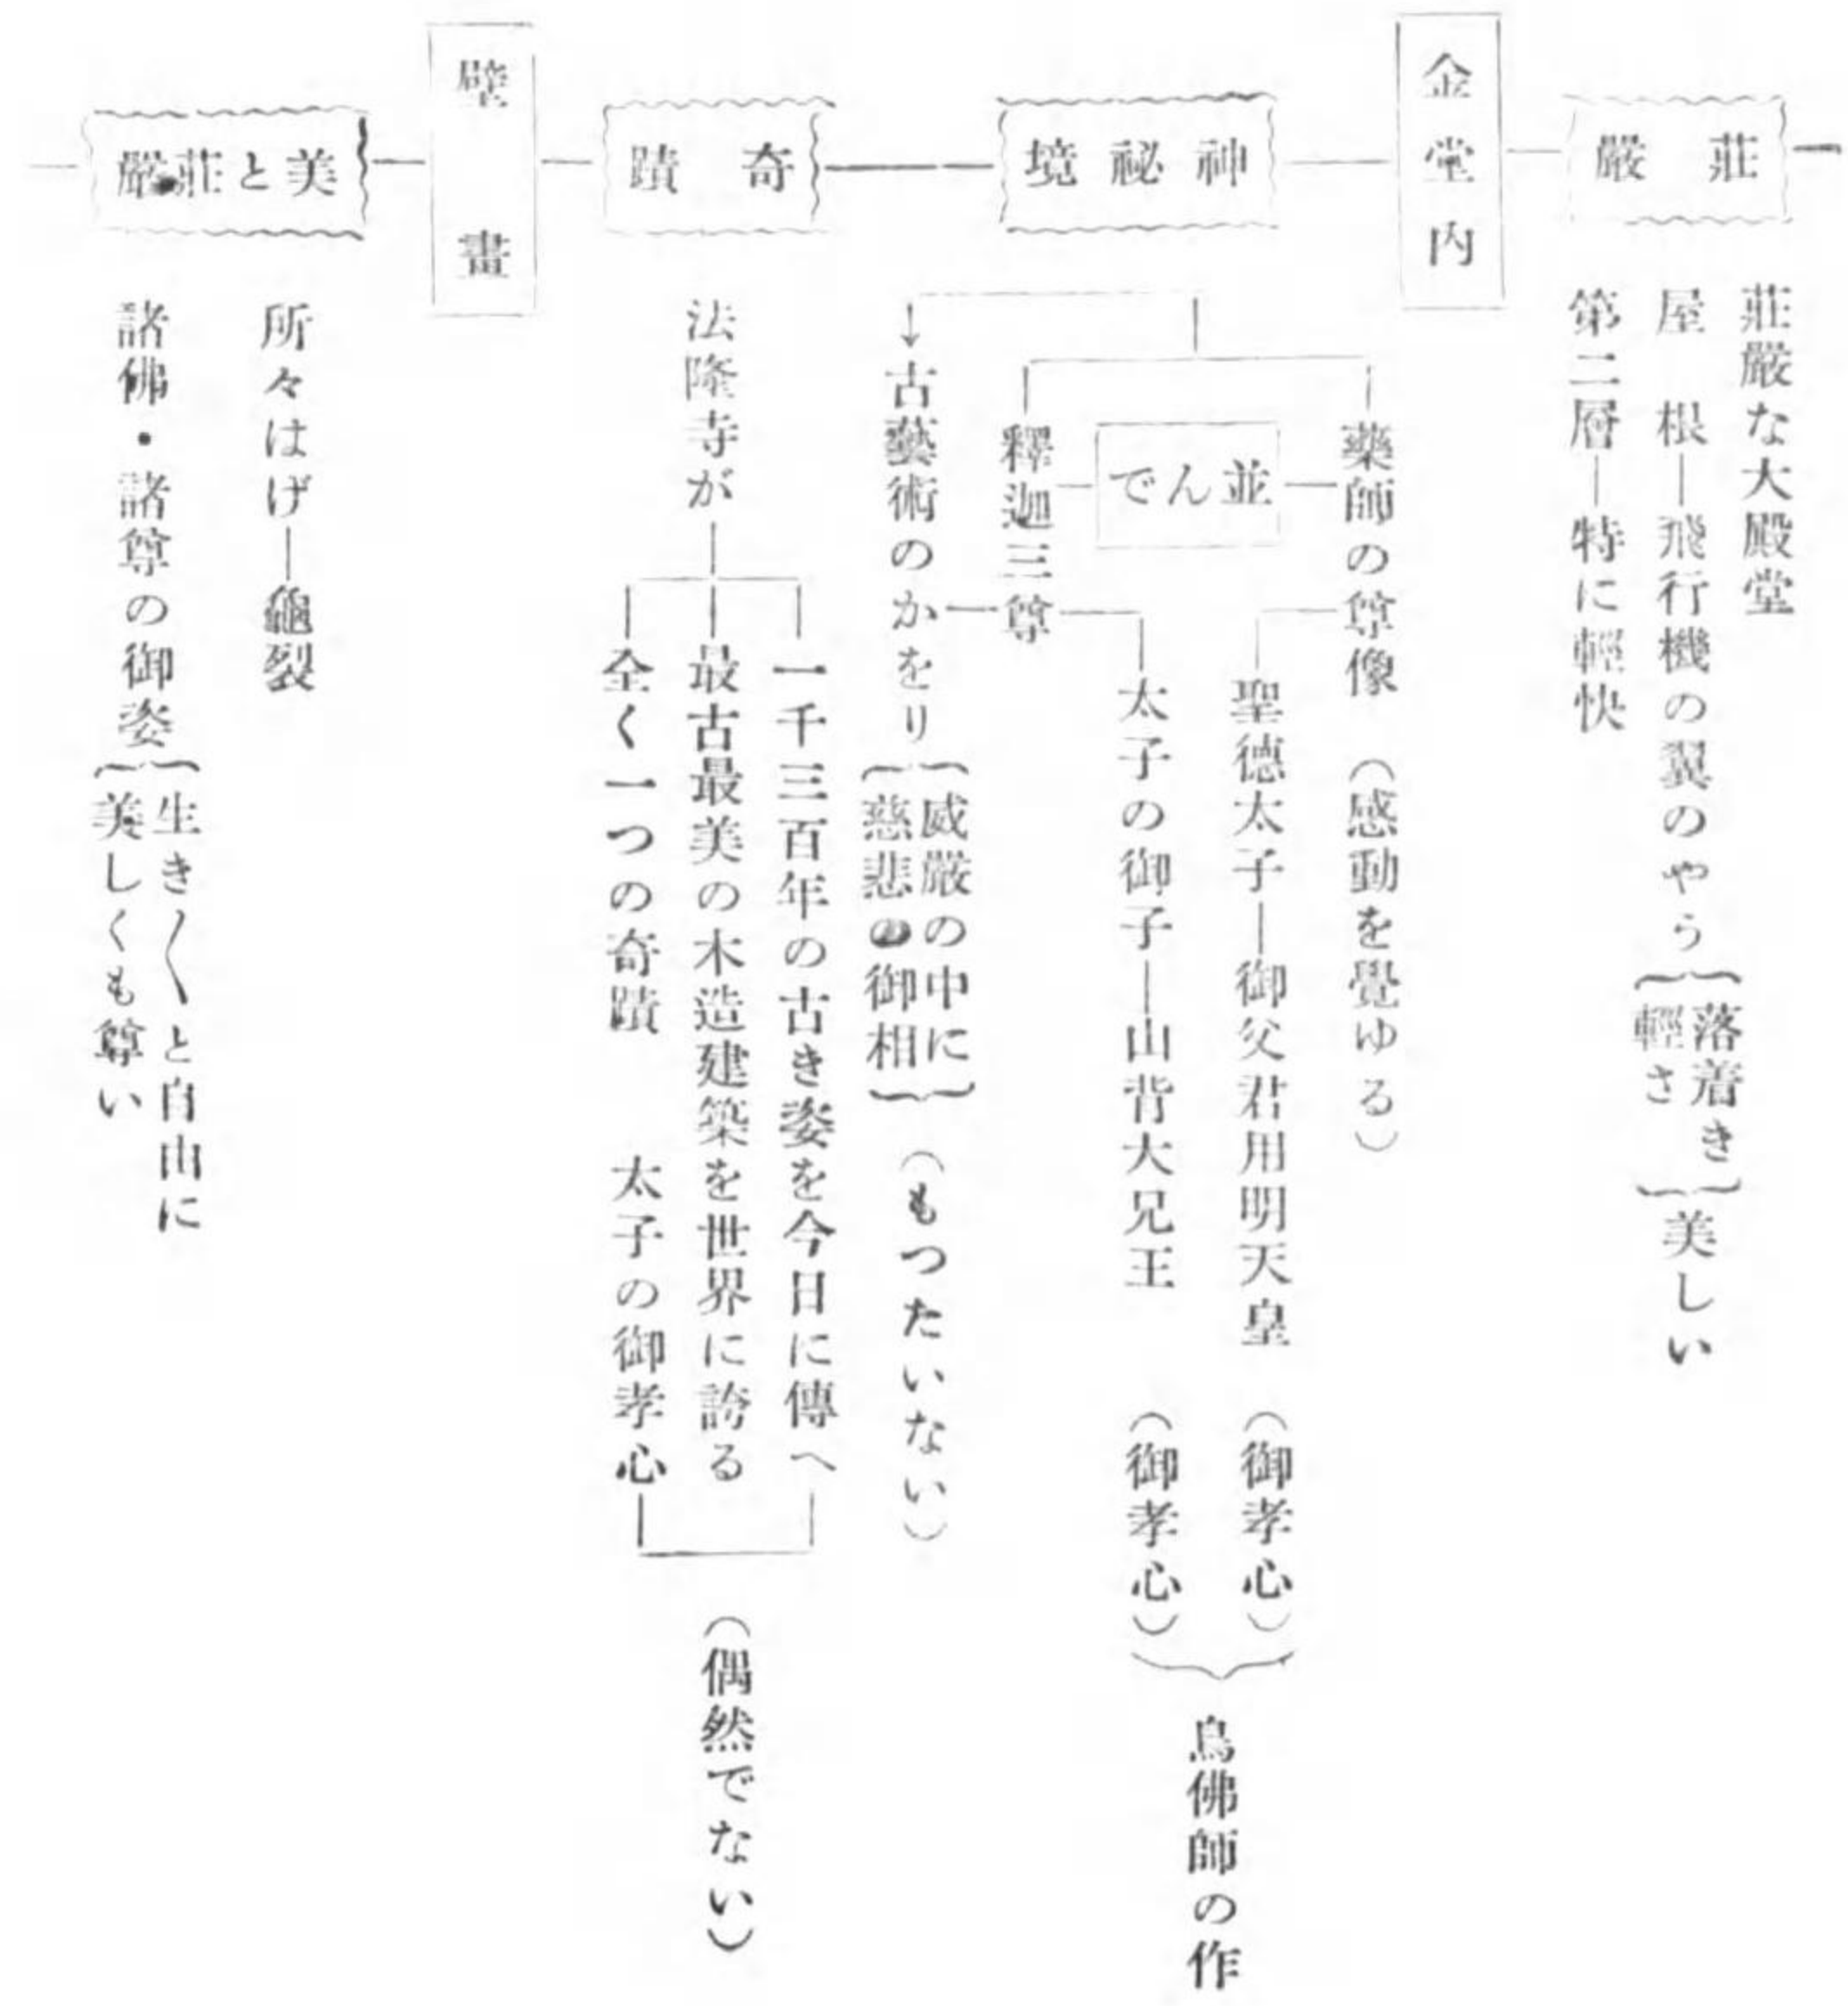 莊嚴
莊嚴な大殿堂
屋根―飛行機の翼のやう
落着き
輕さ
美しい
第二層―特に輕快
金堂内
神祕境
藥師の尊像（感動を覺ゆる）
聖德太子―御父君用明天皇（御孝心）
並んで
釋迦三尊
太子の御子―山背大兄王（御孝心）
鳥佛師の作
↓古藝術のかをり
威嚴の中に
慈悲の御相
（もつたいない）
奇蹟
法隆寺が―
一千三百年の古き姿を今日に傳へ
最古最美の木造建築を世界に誇る
全く一つの奇蹟　太子の御孝心
（偶然でない）
壁畫
美と莊嚴
所々はげ―龜裂
諸佛・諸尊の御姿
生き〱と自由に
美しくも尊い